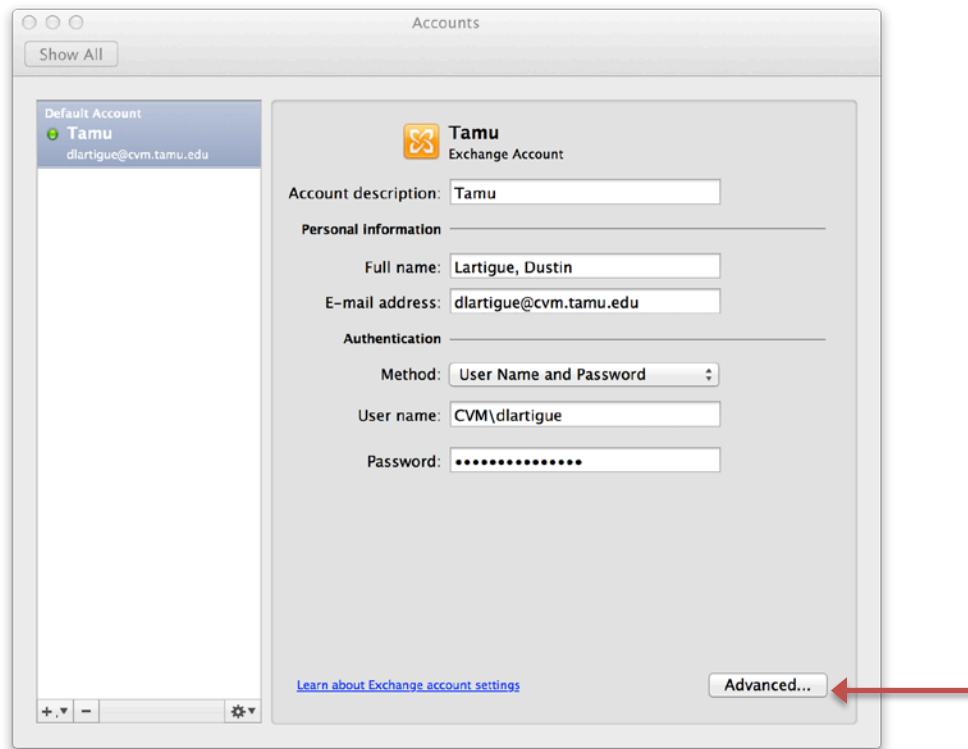 Accounts
Show All
Default Account
Tamu
dlartigue@cvm.tamu.edu
Tamu
Exchange Account
Account description: Tamu
Personal information
Full name: Lartigue, Dustin
E-mail address: dlartigue@cvm.tamu.edu
Authentication
Method: User Name and Password
User name: CVM\dlartigue
Password: •••••••••••••••
Learn about Exchange account settings
Advanced...